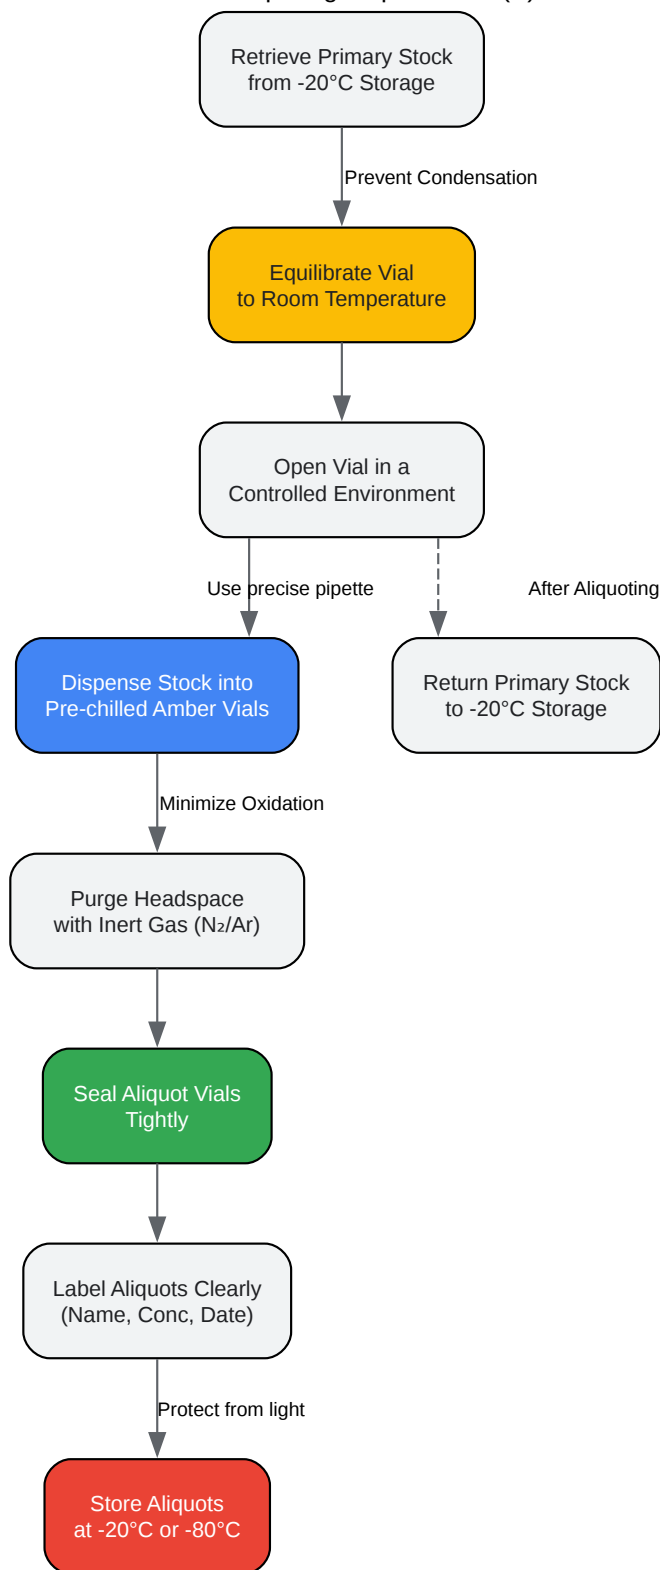 Retrieve Primary Stock
from -20°C Storage
Prevent Condensation
Equilibrate Vial
to Room Temperature
Open Vial in a
Controlled Environment
Use precise pipette
After Aliquoting
Dispense Stock into
Pre-chilled Amber Vials
Return Primary Stock
to -20°C Storage
Minimize Oxidation
Purge Headspace
with Inert Gas (N₂/Ar)
Seal Aliquot Vials
Tightly
Label Aliquots Clearly
(Name, Conc, Date)
Protect from light
Store Aliquots
at -20°C or -80°C